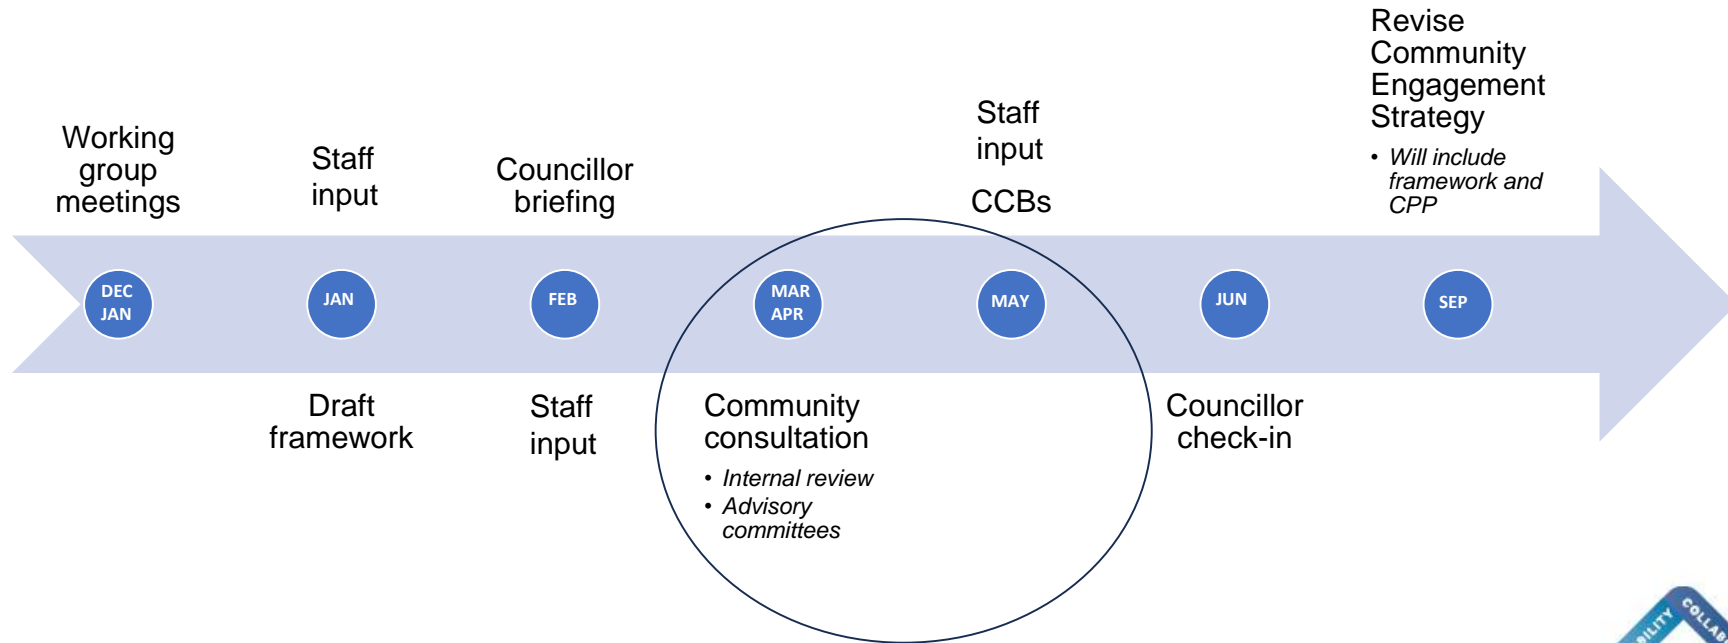 Revise
Community
Engagement
Strategy
• Will include
framework and
CPP
Staff
input
CCBs
Working
group
meetings
Staff
input
Councillor
briefing
DEC
JAN
JAN
FEB
MAR
APR
MAY
JUN
SEP
Draft
framework
Staff
input
Community
consultation
• Internal review
• Advisory
committees
Councillor
check-in